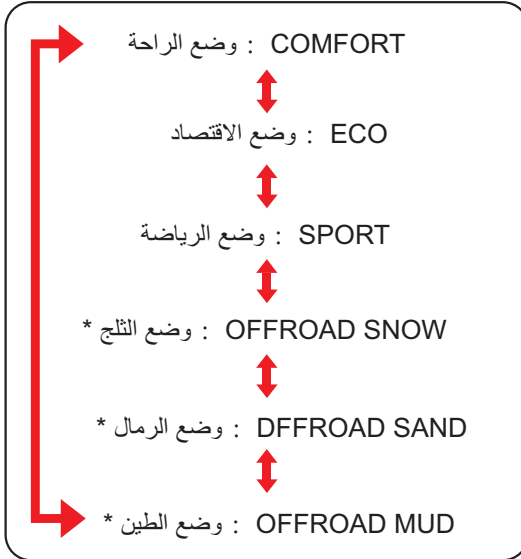 COMFORT : وضع الراحة
ECO : وضع الاقتصاد
SPORT : وضع الرياضة
OFFROAD SNOW : وضع الثلج *
DFFROAD SAND : وضع الرمال *
OFFROAD MUD : وضع الطين *